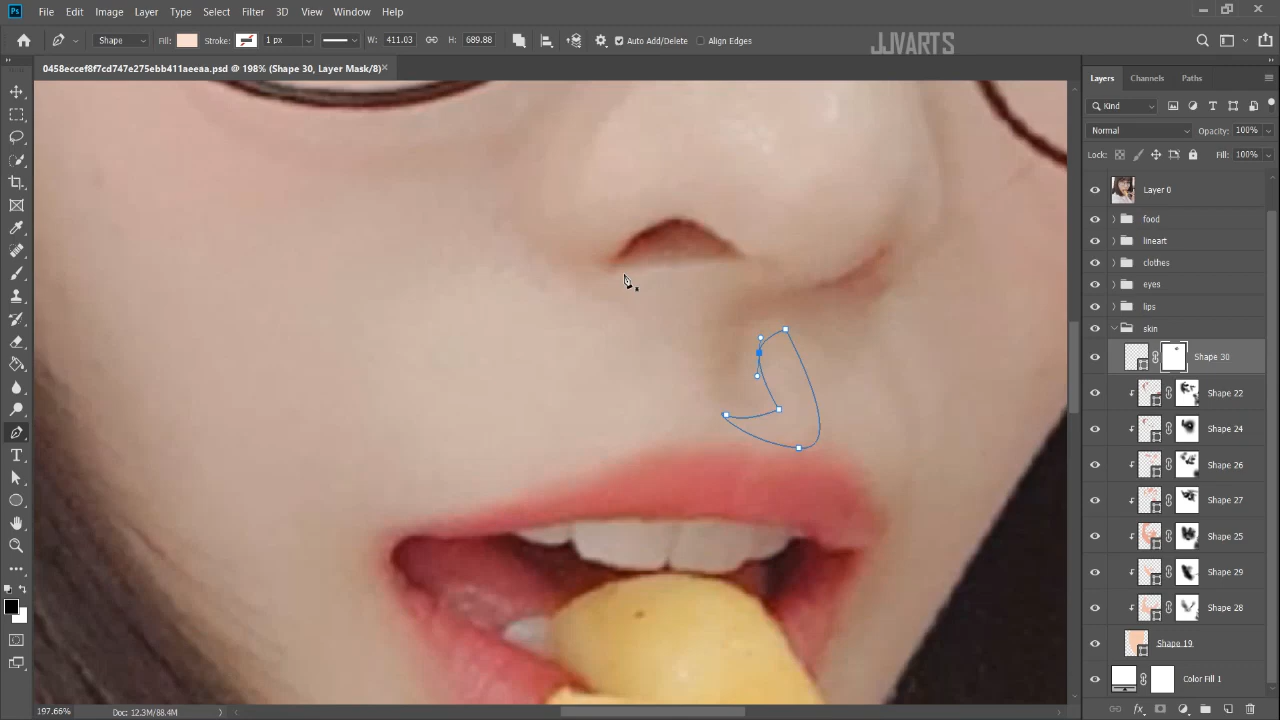 Ps File Edit Image Layer Type Select Filter 3D View Window Help
Shape Fill: Stroke: 1 px W: 411.03 H: 689.88 Auto Add/Delete Align Edges
JJVARTS
0458eccef8f7cd747e275ebb411aeeaa.psd @ 198% (Shape 30, Layer Mask/8)
Layers Channels Paths
Kind
Normal Opacity: 100%
Lock: Fill: 100%
Layer 0
food
lineart
clothes
eyes
lips
skin
Shape 30
Shape 22
Shape 24
Shape 26
Shape 27
Shape 25
Shape 29
Shape 28
Shape 19
Color Fill 1
197.66% Doc: 12.3M/88.4M